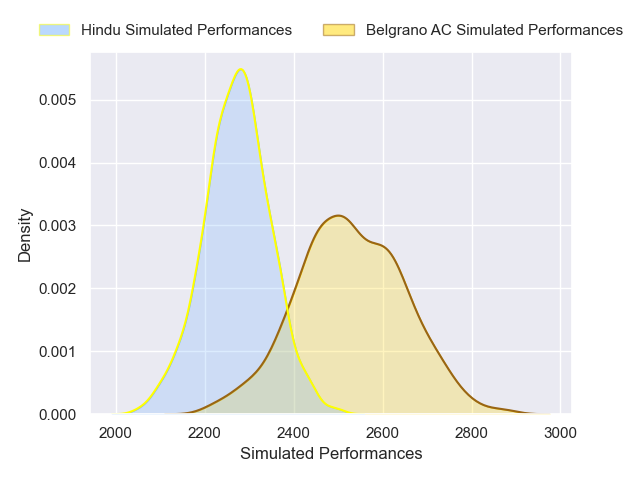 Hindu Simulated Performances
Belgrano AC Simulated Performances
0.005
0.004
0.003
0.002
0.001
0.000
Density
2000 2200 2400 2600 2800 3000
Simulated Performances